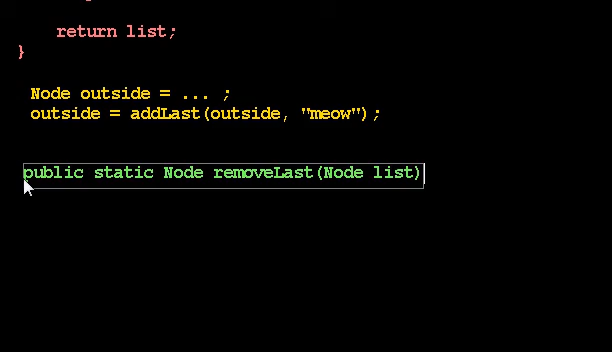 return list;
}
Node outside = ... ;
outside = addLast(outside, "meow");
public static Node removeLast(Node list)